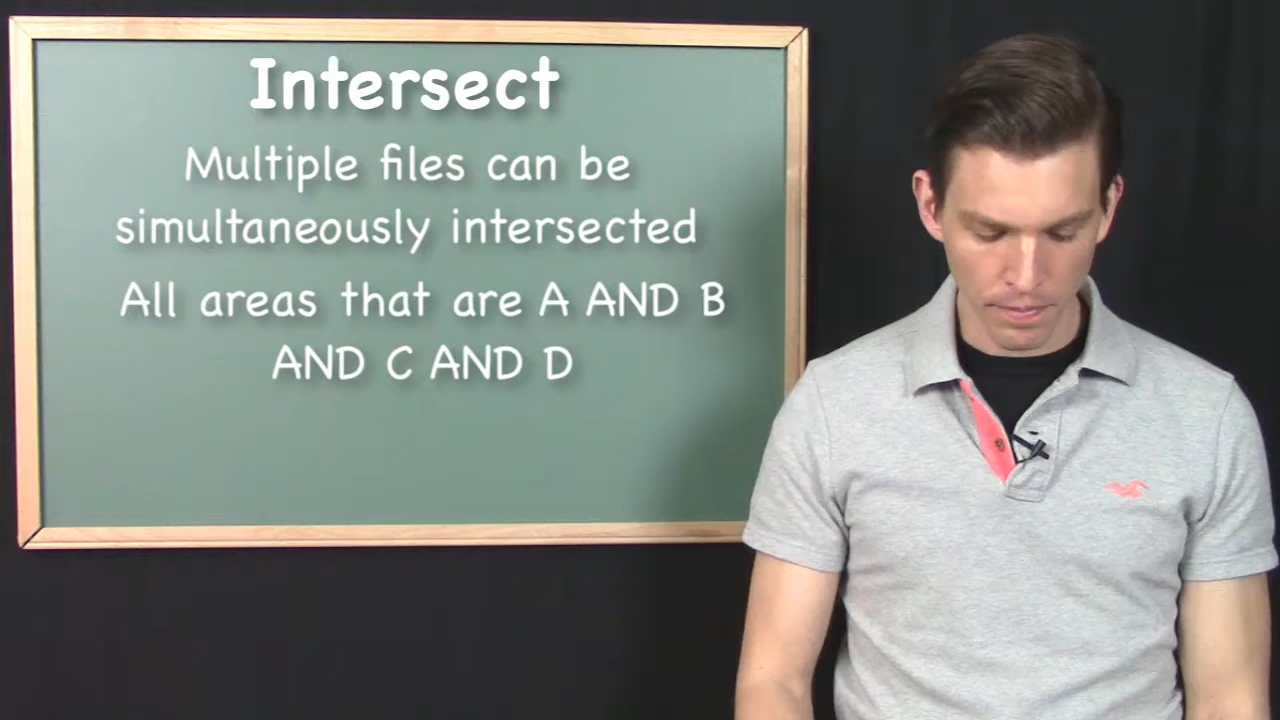 Intersect
Multiple files can be
simultaneously intersected
All areas that are A AND B
AND C AND D